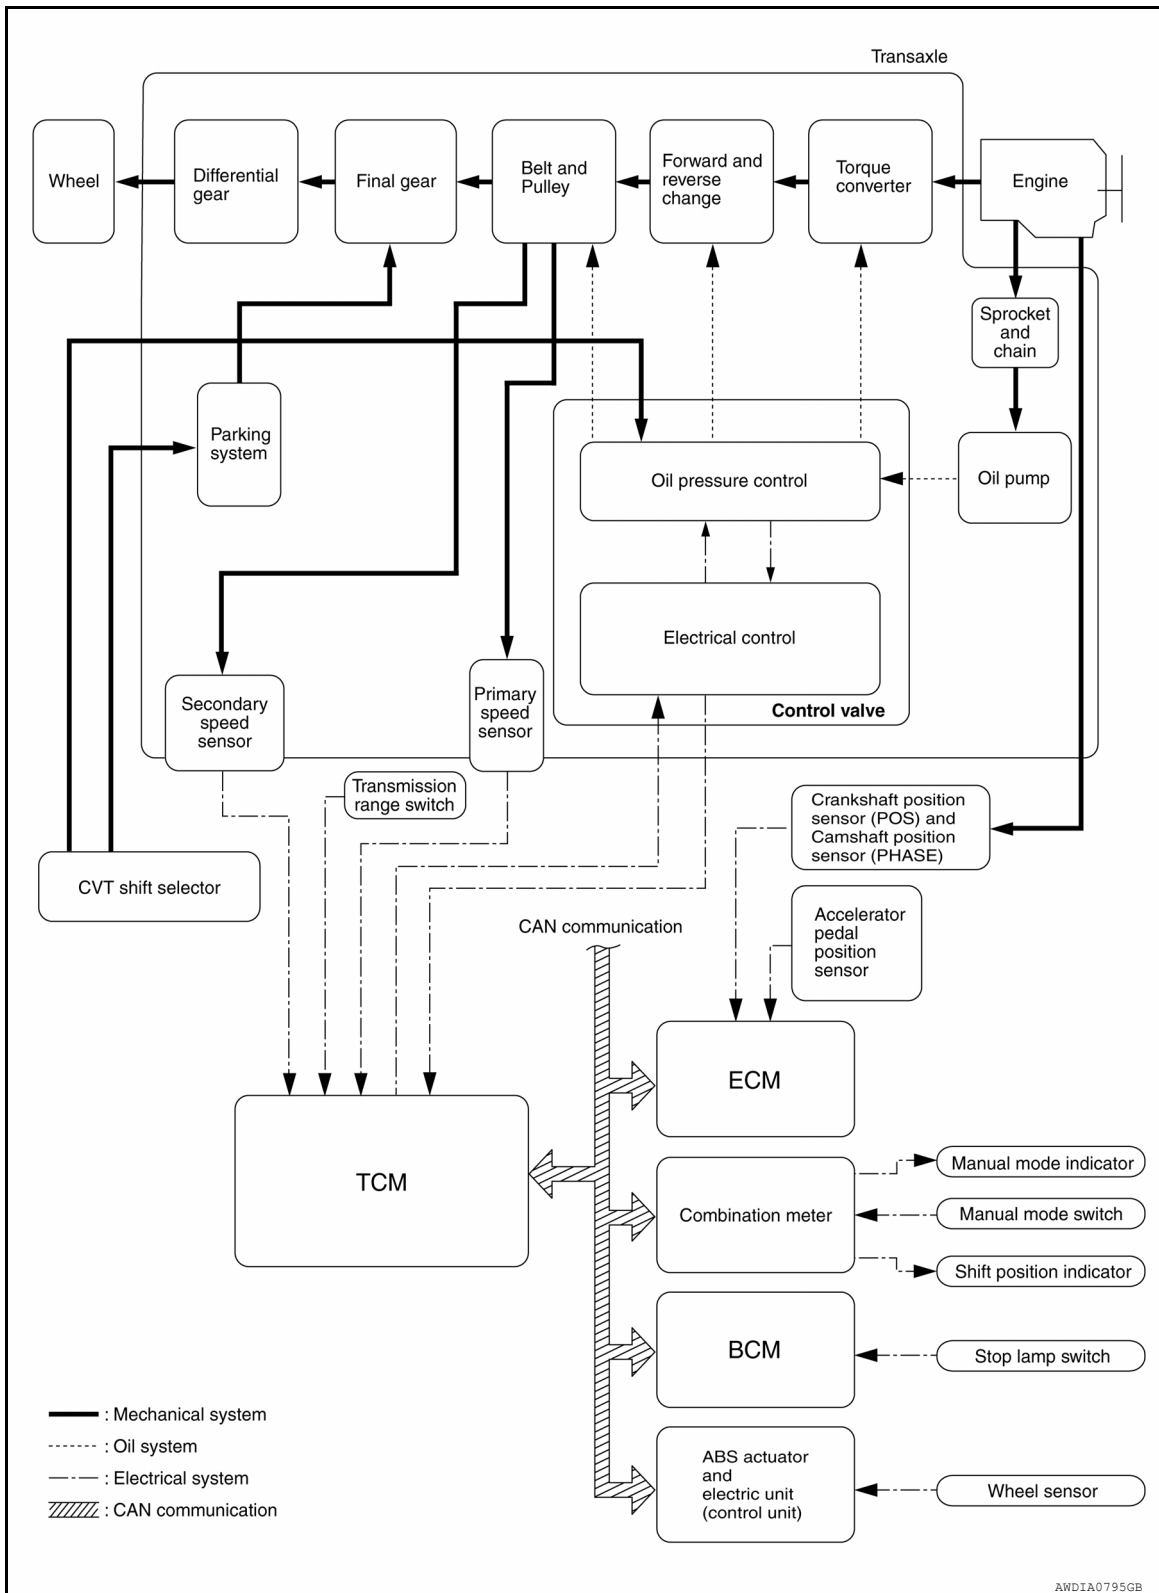 Transaxle
Wheel
Differential
gear
Final gear
Belt and
Pulley
Forward and
reverse
change
Torque
converter
Engine
Sprocket
and
chain
Parking
system
Oil pressure control
Oil pump
Electrical control
Control valve
Secondary
speed
sensor
Primary
speed
sensor
Transmission
range switch
Crankshaft position
sensor (POS) and
Camshaft position
sensor (PHASE)
CVT shift selector
Accelerator
pedal
position
sensor
CAN communication
ECM
TCM
Combination meter
Manual mode indicator
Manual mode switch
Shift position indicator
BCM
Stop lamp switch
ABS actuator
and
electric unit
(control unit)
Wheel sensor
: Mechanical system
: Oil system
: Electrical system
: CAN communication
AWDIA0795GB